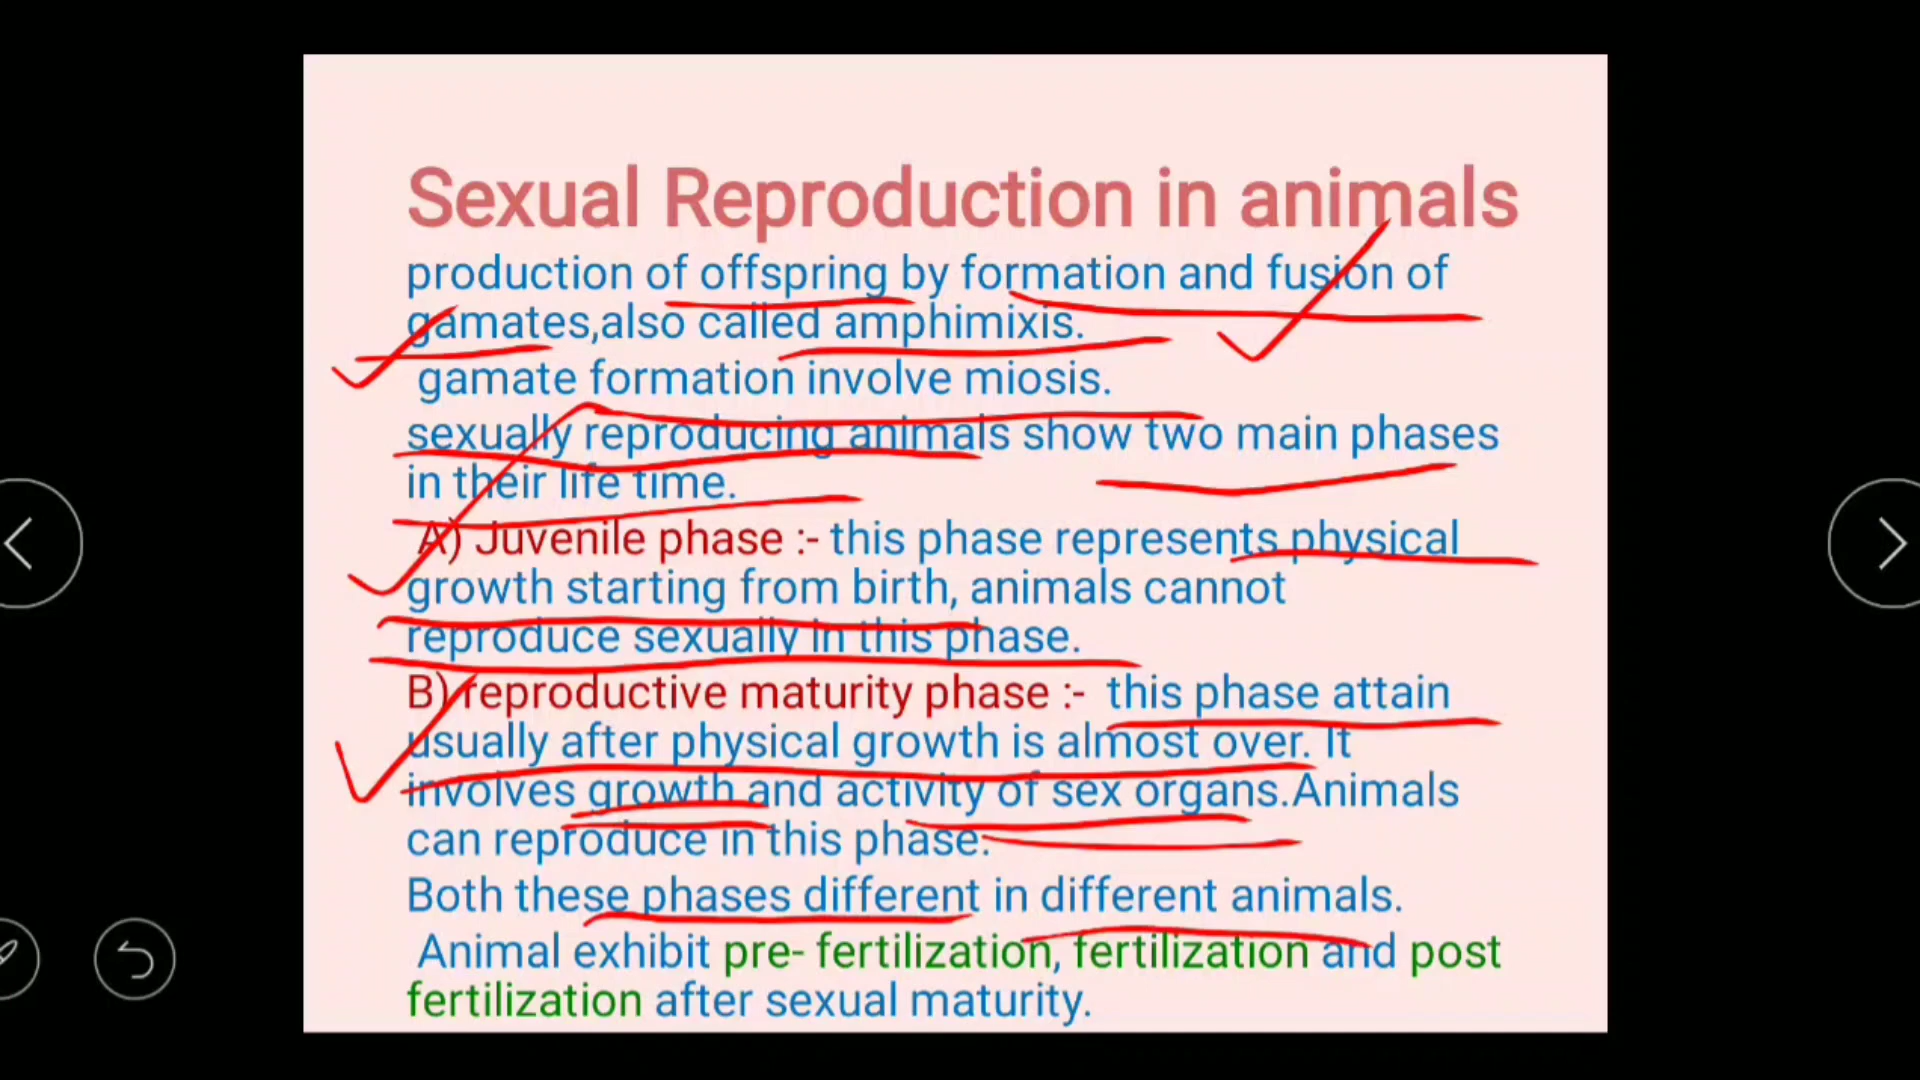 Sexual Reproduction in animals
production of offspring by formation and fusion of
gamates,also called amphimixis.
gamate formation involve miosis.
sexually reproducing animals show two main phases
in their life time.
A) Juvenile phase :- this phase represents physical
growth starting from birth, animals cannot
reproduce sexually in this phase.
B) reproductive maturity phase :- this phase attain
usually after physical growth is almost over. It
involves growth and activity of sex organs.Animals
can reproduce in this phase.
Both these phases different in different animals.
Animal exhibit pre- fertilization, fertilization and post
fertilization after sexual maturity.